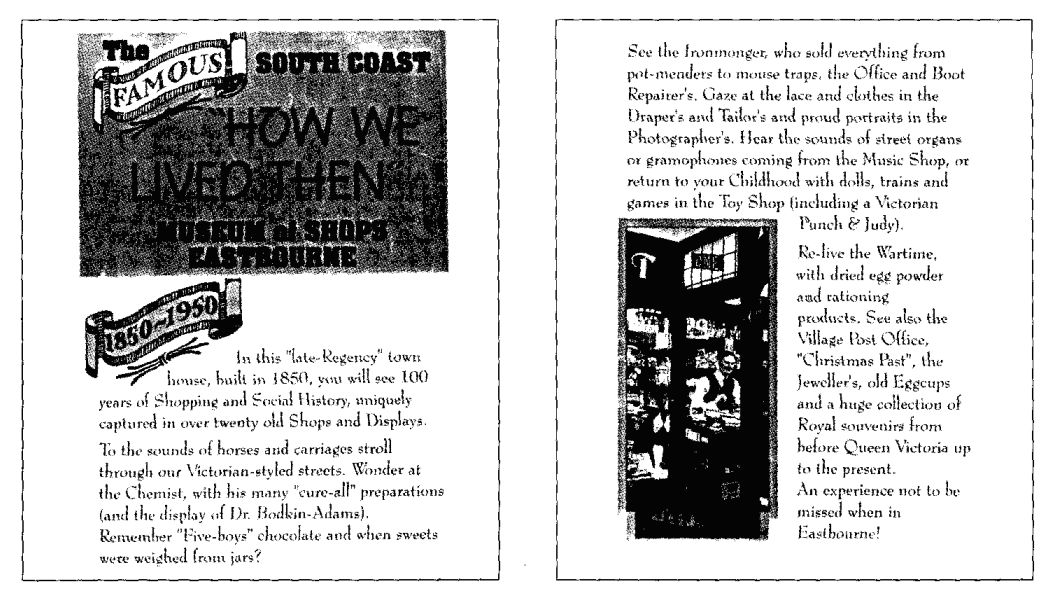 The
FAMOUS
SOUTH COAST
"HOW WE
LIVED THEN"
MUSEUM of SHOPS
EASTBOURNE
1850~1950
In this "late-Regency" town
house, built in 1850, you will see 100
years of Shopping and Social History, uniquely
captured in over twenty old Shops and Displays.
To the sounds of horses and carriages stroll
through our Victorian-styled streets. Wonder at
the Chemist, with his many "cure-all" preparations
(and the display of Dr. Bodkin-Adams).
Remember "Five-boys" chocolate and when sweets
were weighed from jars?
See the Ironmonger, who sold everything from
pot-menders to mouse traps, the Office and Boot
Repairer's. Gaze at the lace and clothes in the
Draper's and Tailor's and proud portraits in the
Photographer's. Hear the sounds of street organs
or gramophones coming from the Music Shop, or
return to your Childhood with dolls, trains and
games in the Toy Shop (including a Victorian
Punch & Judy).
Re-live the Wartime,
with dried egg powder
and rationing
products. See also the
Village Post Office,
"Christmas Past", the
Jeweller's, old Eggcups
and a huge collection of
Royal souvenirs from
before Queen Victoria up
to the present.
An experience not to be
missed when in
Eastbourne!